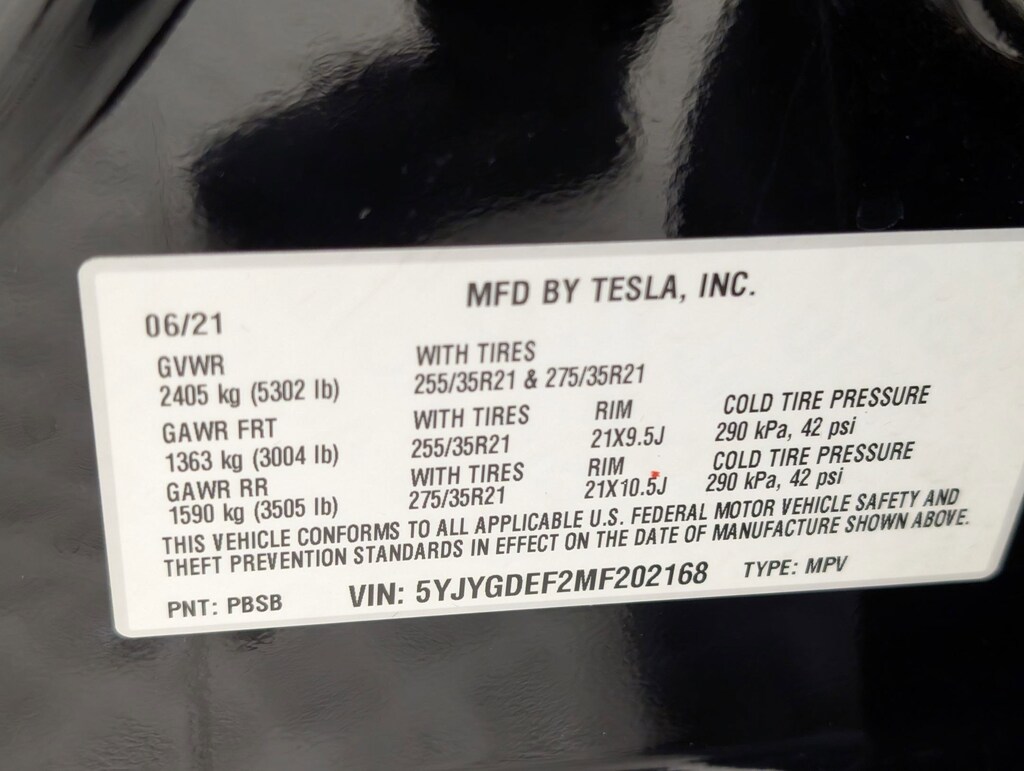 MFD BY TESLA, INC.
06/21
GVWR WITH TIRES
2405 kg (5302 lb) 255/35R21 & 275/35R21
GAWR FRT WITH TIRES RIM COLD TIRE PRESSURE
1363 kg (3004 lb) 255/35R21 21X9.5J 290 kPa, 42 psi
GAWR RR WITH TIRES RIM COLD TIRE PRESSURE
1590 kg (3505 lb) 275/35R21 21X10.5J 290 kPa, 42 psi
THIS VEHICLE CONFORMS TO ALL APPLICABLE U.S. FEDERAL MOTOR VEHICLE SAFETY AND
THEFT PREVENTION STANDARDS IN EFFECT ON THE DATE OF MANUFACTURE SHOWN ABOVE.
PNT: PBSB VIN: 5YJYGDEF2MF202168 TYPE: MPV